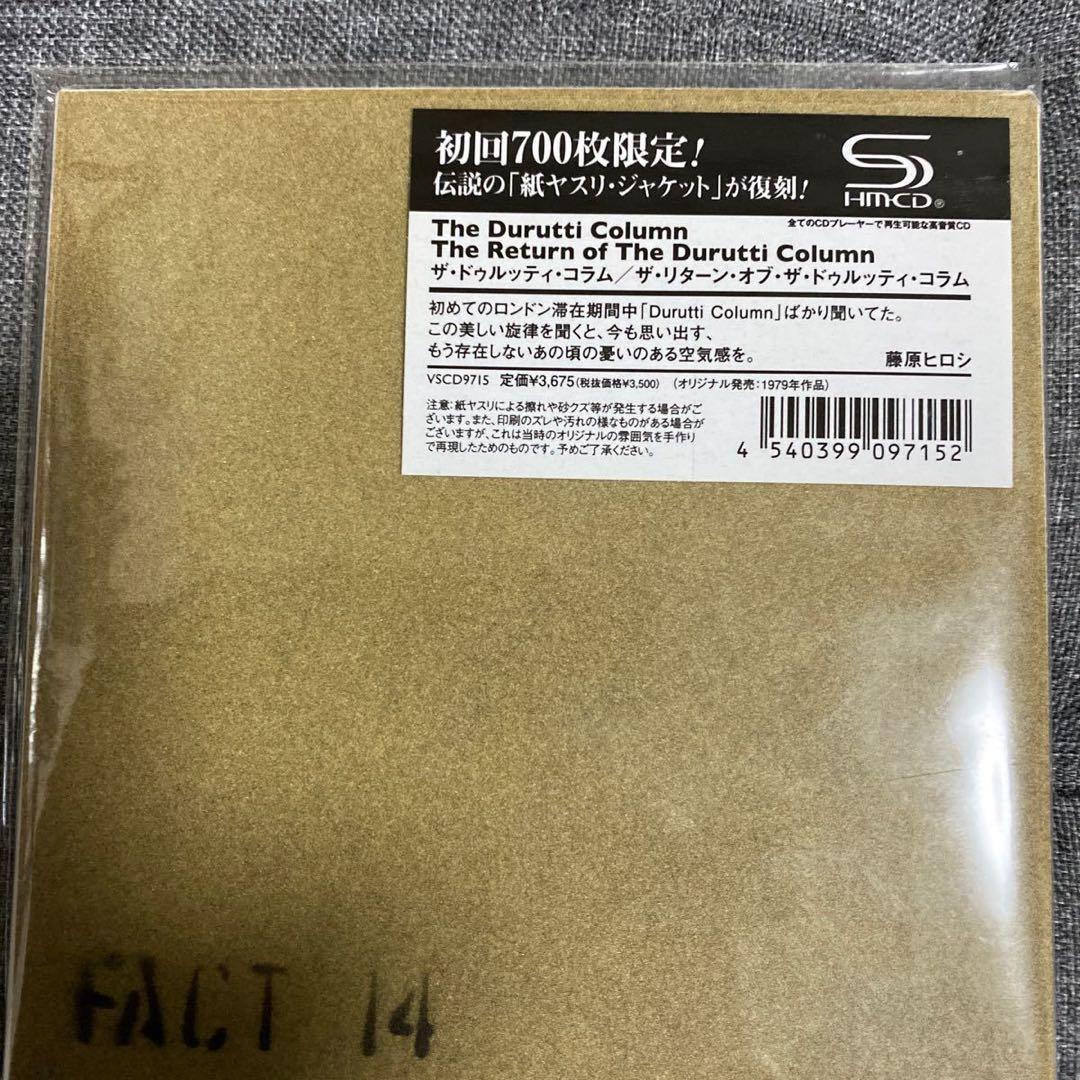 初回700枚限定!
伝説の「紙ヤスリ・ジャケット」が復刻!
SHM-CD®
全てのCDプレーヤーで再生可能な高音質CD
The Durutti Column
The Return of The Durutti Column
ザ・ドゥルッティ・コラム/ザ・リターン・オブ・ザ・ドゥルッティ・コラム
初めてのロンドン滞在期間中「Durutti Column」ばかり聞いてた。
この美しい旋律を聞くと、今も思い出す、
もう存在しないあの頃の憂いのある空気感を。 藤原ヒロシ
VSCD9715 定価¥3,675(税抜価格¥3,500) (オリジナル発売:1979年作品)
注意:紙ヤスリによる擦れや砂クズ等が発生する場合がご
ざいます。また、印刷のズレや汚れの様なものがある場合が
ございますが、これは当時のオリジナルの雰囲気を手作り
で再現したためのものです。予めご了承ください。
4 540399 097152
FACT 14